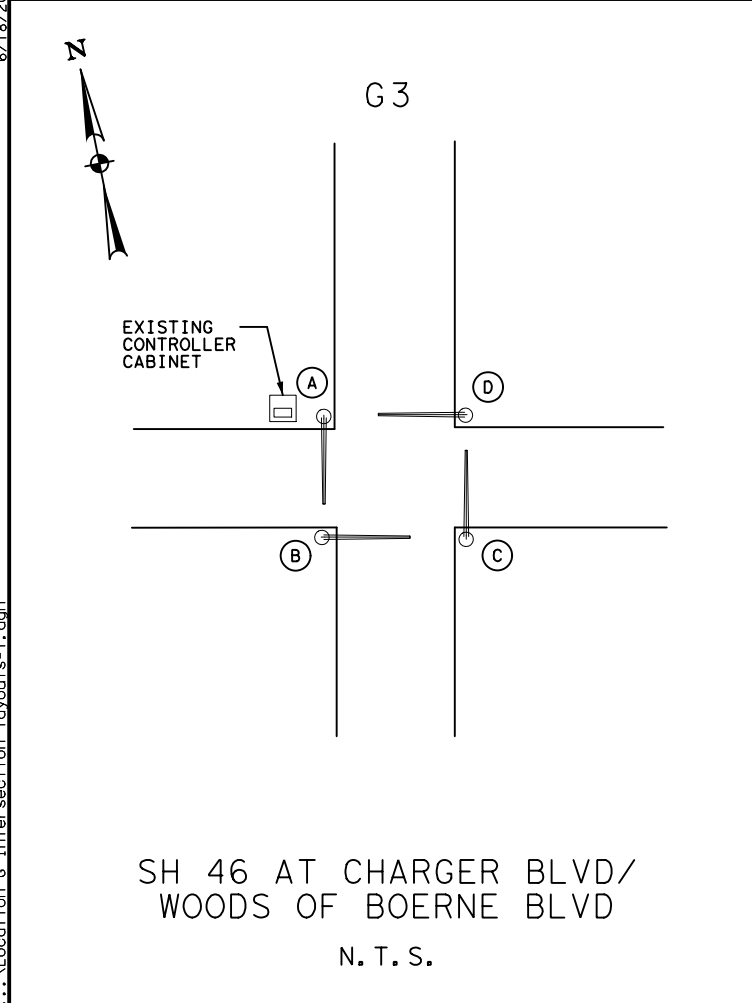 N
G3
EXISTING
CONTROLLER
CABINET
A
D
B
C
SH 46 AT CHARGER BLVD/
WOODS OF BOERNE BLVD
N.T.S.